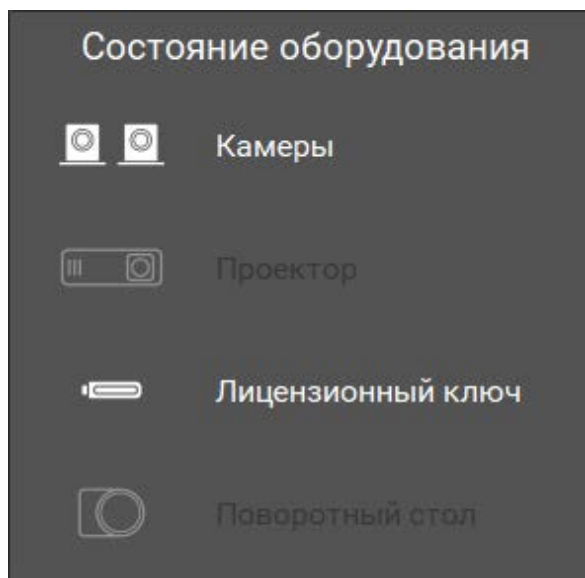 Состояние оборудования
Камеры
Проектор
Лицензионный ключ
Поворотный стол